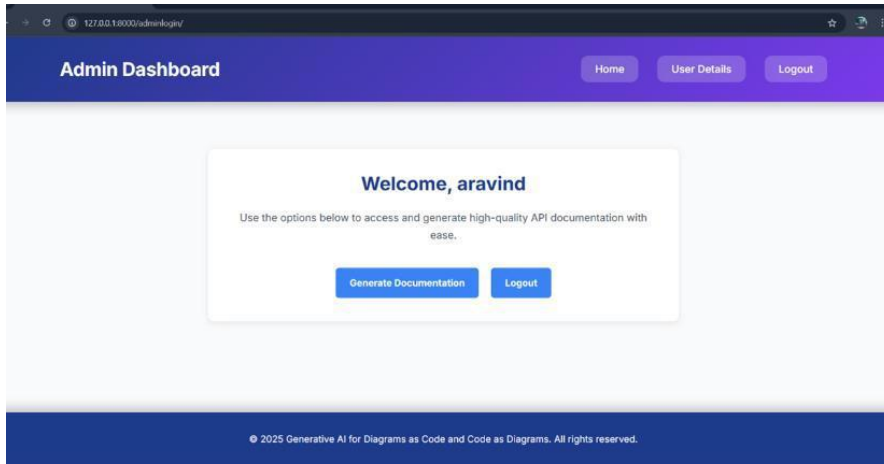 127.0.0.1:8000/adminlogin/
Admin Dashboard
Home
User Details
Logout
Welcome, aravind
Use the options below to access and generate high-quality API documentation with
ease.
Generate Documentation
Logout
© 2025 Generative AI for Diagrams as Code and Code as Diagrams. All rights reserved.